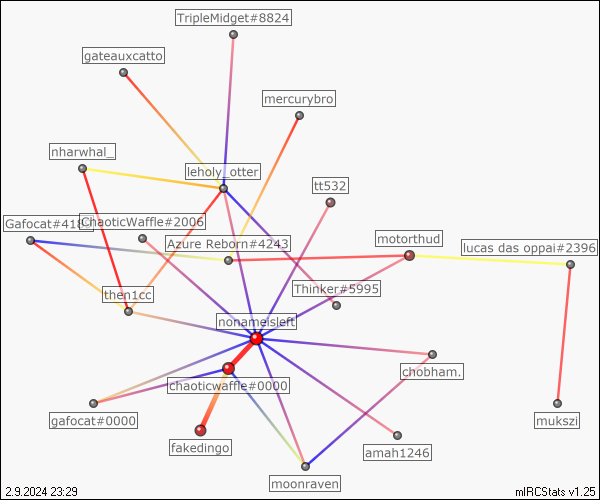 TripleMidget#8824
gateauxcatto
mercurybro
nharwhal_
leholy_otter
tt532
Gafocat#418
ChaoticWaffle#2006
Azure Reborn#4243
motorthud
lucas das oppai#2396
then1cc
Thinker#5995
nonameisleft
chaoticwaffle#0000
chobham.
gafocat#0000
mukszi
fakedingo
amah1246
moonraven
2.9.2024 23:29
mIRCStats v1.25